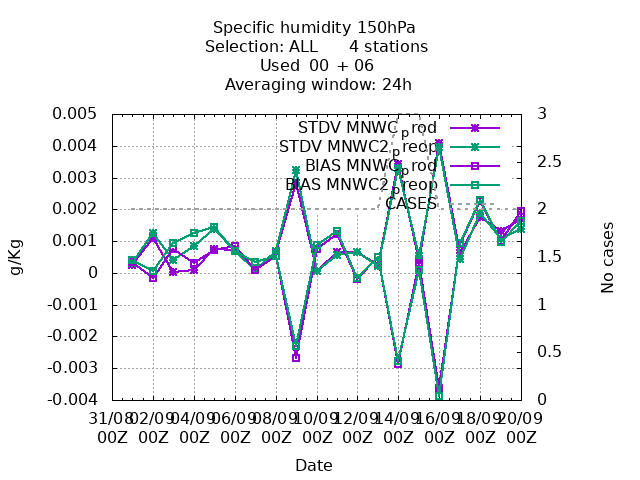 Specific humidity 150hPa
Selection: ALL 4 stations
Used 00 + 06
Averaging window: 24h
0.005
0.004
0.003
0.002
0.001
0
-0.001
-0.002
-0.003
-0.004
g/Kg
STDV MNWC_prod
STDV MNWC2_preop
BIAS MNWC_prod
BIAS MNWC2_preop
CASES
3
2.5
2
1.5
1
0.5
0
No cases
31/08 02/09 04/09 06/09 08/09 10/09 12/09 14/09 16/09 18/09 20/09
00Z 00Z 00Z 00Z 00Z 00Z 00Z 00Z 00Z 00Z 00Z
Date